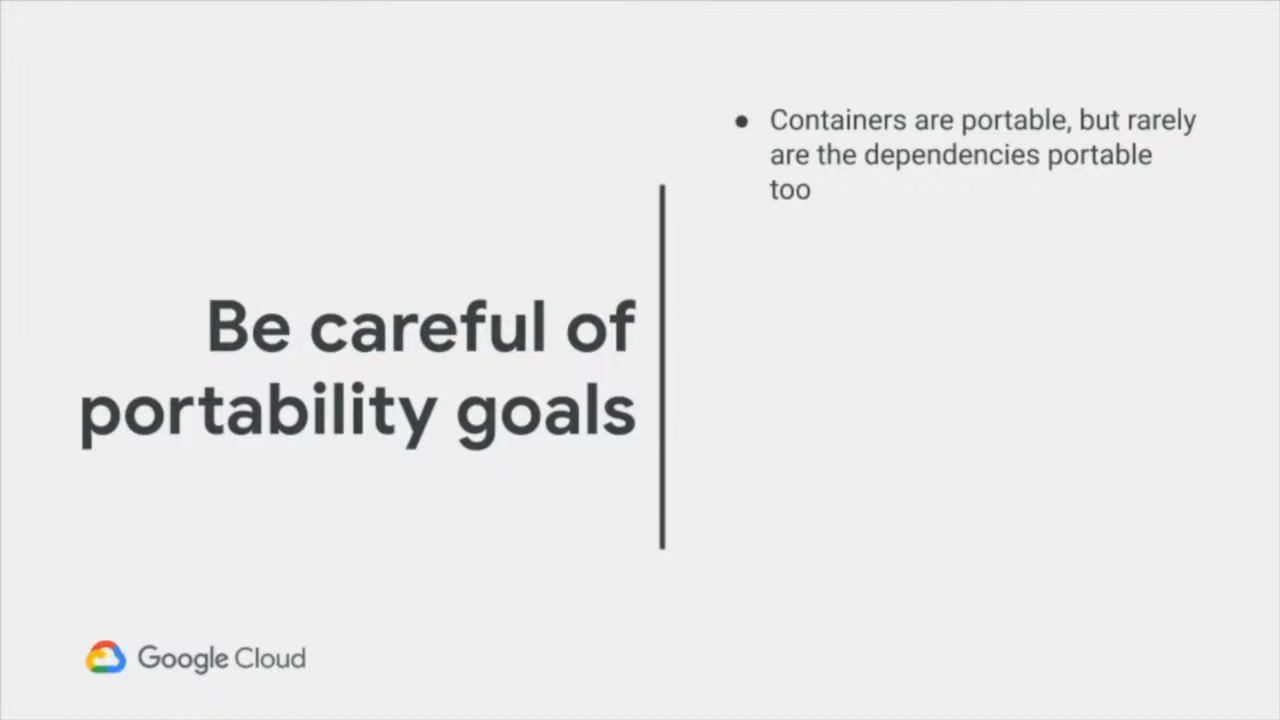 Be careful of
portability goals
● Containers are portable, but rarely
are the dependencies portable
too
Google Cloud